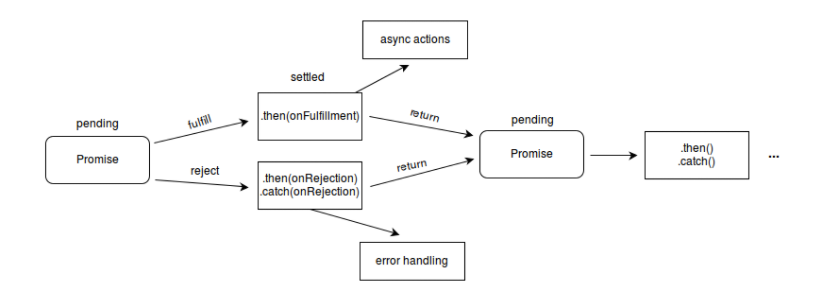 async actions
settled
pending
fulfill
.then(onFulfillment)
return
pending
Promise
reject
.then(onRejection)
.catch(onRejection)
return
Promise
.then()
.catch()
...
error handling